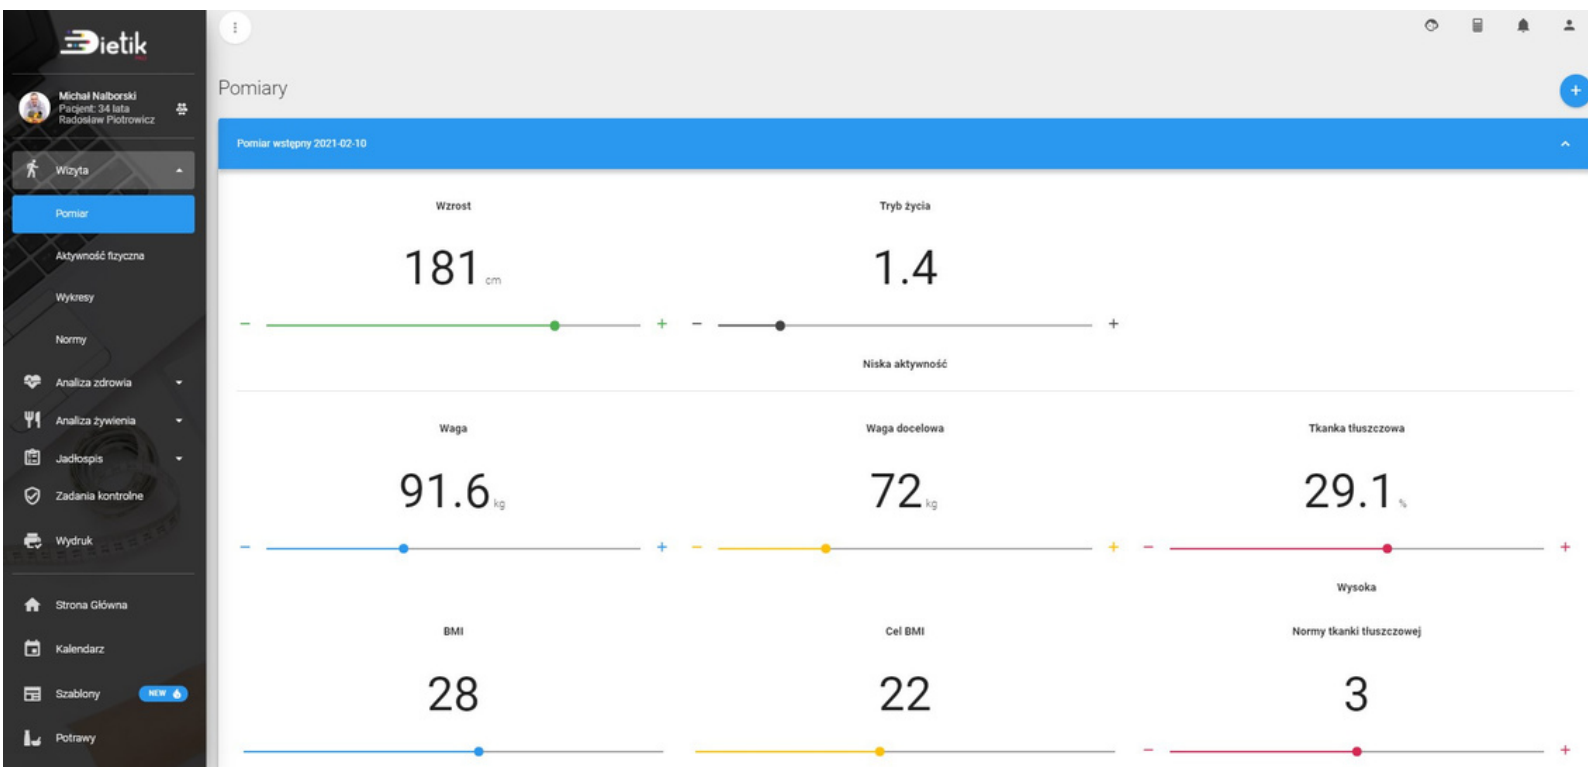 Dietik
Michał Nalborski
Pacjent: 34 lata
Radosław Piotrowicz
Wizyta
Pomiar
Aktywność fizyczna
Wykresy
Normy
Analiza zdrowia
Analiza żywienia
Jadłospis
Zadania kontrolne
Wydruk
Strona Główna
Kalendarz
Szablony NEW
Potrawy
Pomiary
Pomiar wstępny 2021-02-10
Wzrost Tryb życia
181 cm 1.4
Niska aktywność
Waga Waga docelowa Tkanka tłuszczowa
91.6 kg 72 kg 29.1 %
Wysoka
BMI Cel BMI Normy tkanki tłuszczowej
28 22 3